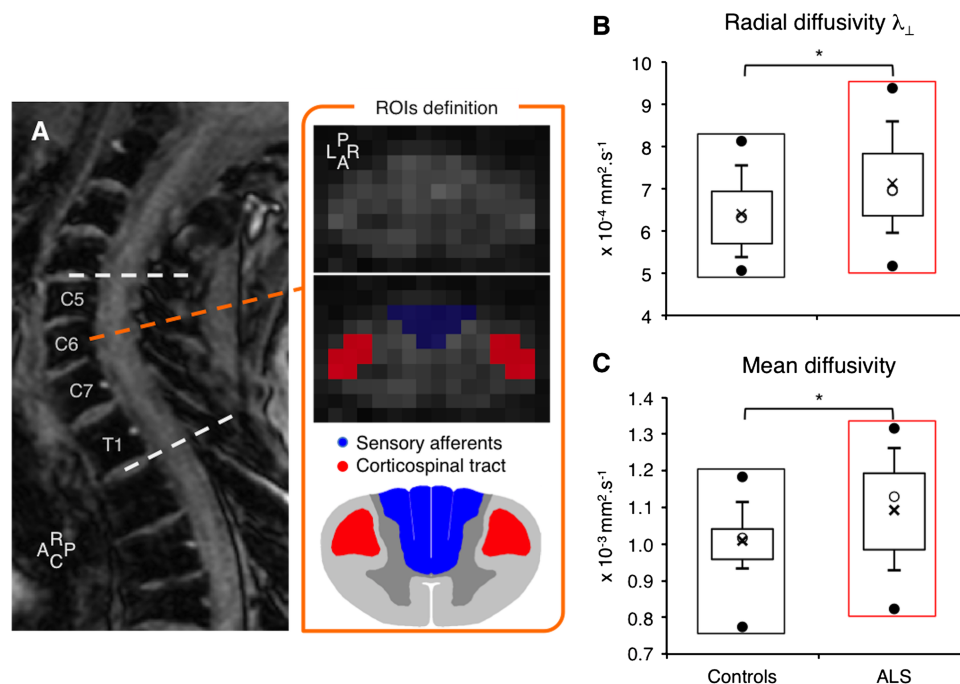 A
C5
C6
C7
T1
R
A P
C
ROIs definition
P
L R
A
Sensory afferents
Corticospinal tract
B
Radial diffusivity λ⊥
*
10
9
8
7
6
5
4
x 10⁻⁴ mm².s⁻¹
C
Mean diffusivity
*
1.4
1.3
1.2
1.1
1.0
0.9
0.8
0.7
x 10⁻³ mm².s⁻¹
Controls ALS